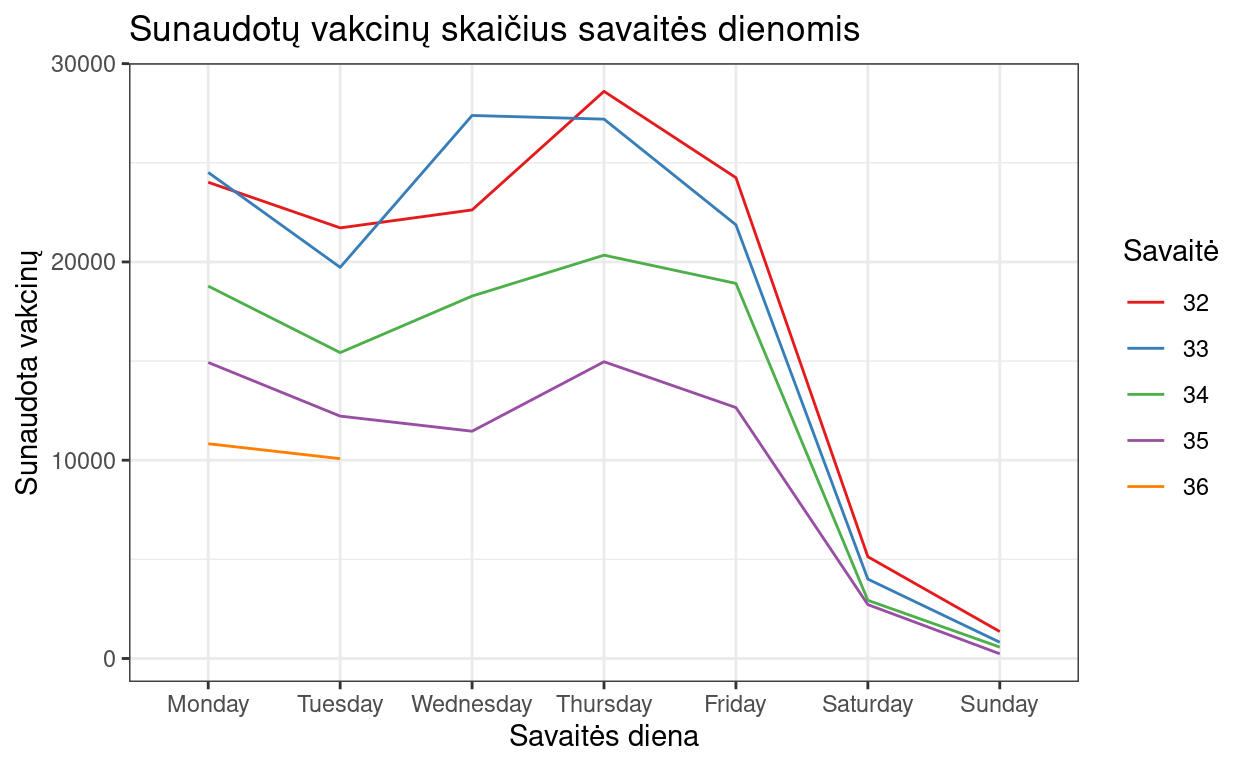 Sunaudotų vakcinų skaičius savaitės dienomis
Sunaudota vakcinų
30000
20000
10000
0
Monday Tuesday Wednesday Thursday Friday Saturday Sunday
Savaitės diena
Savaitė
32
33
34
35
36